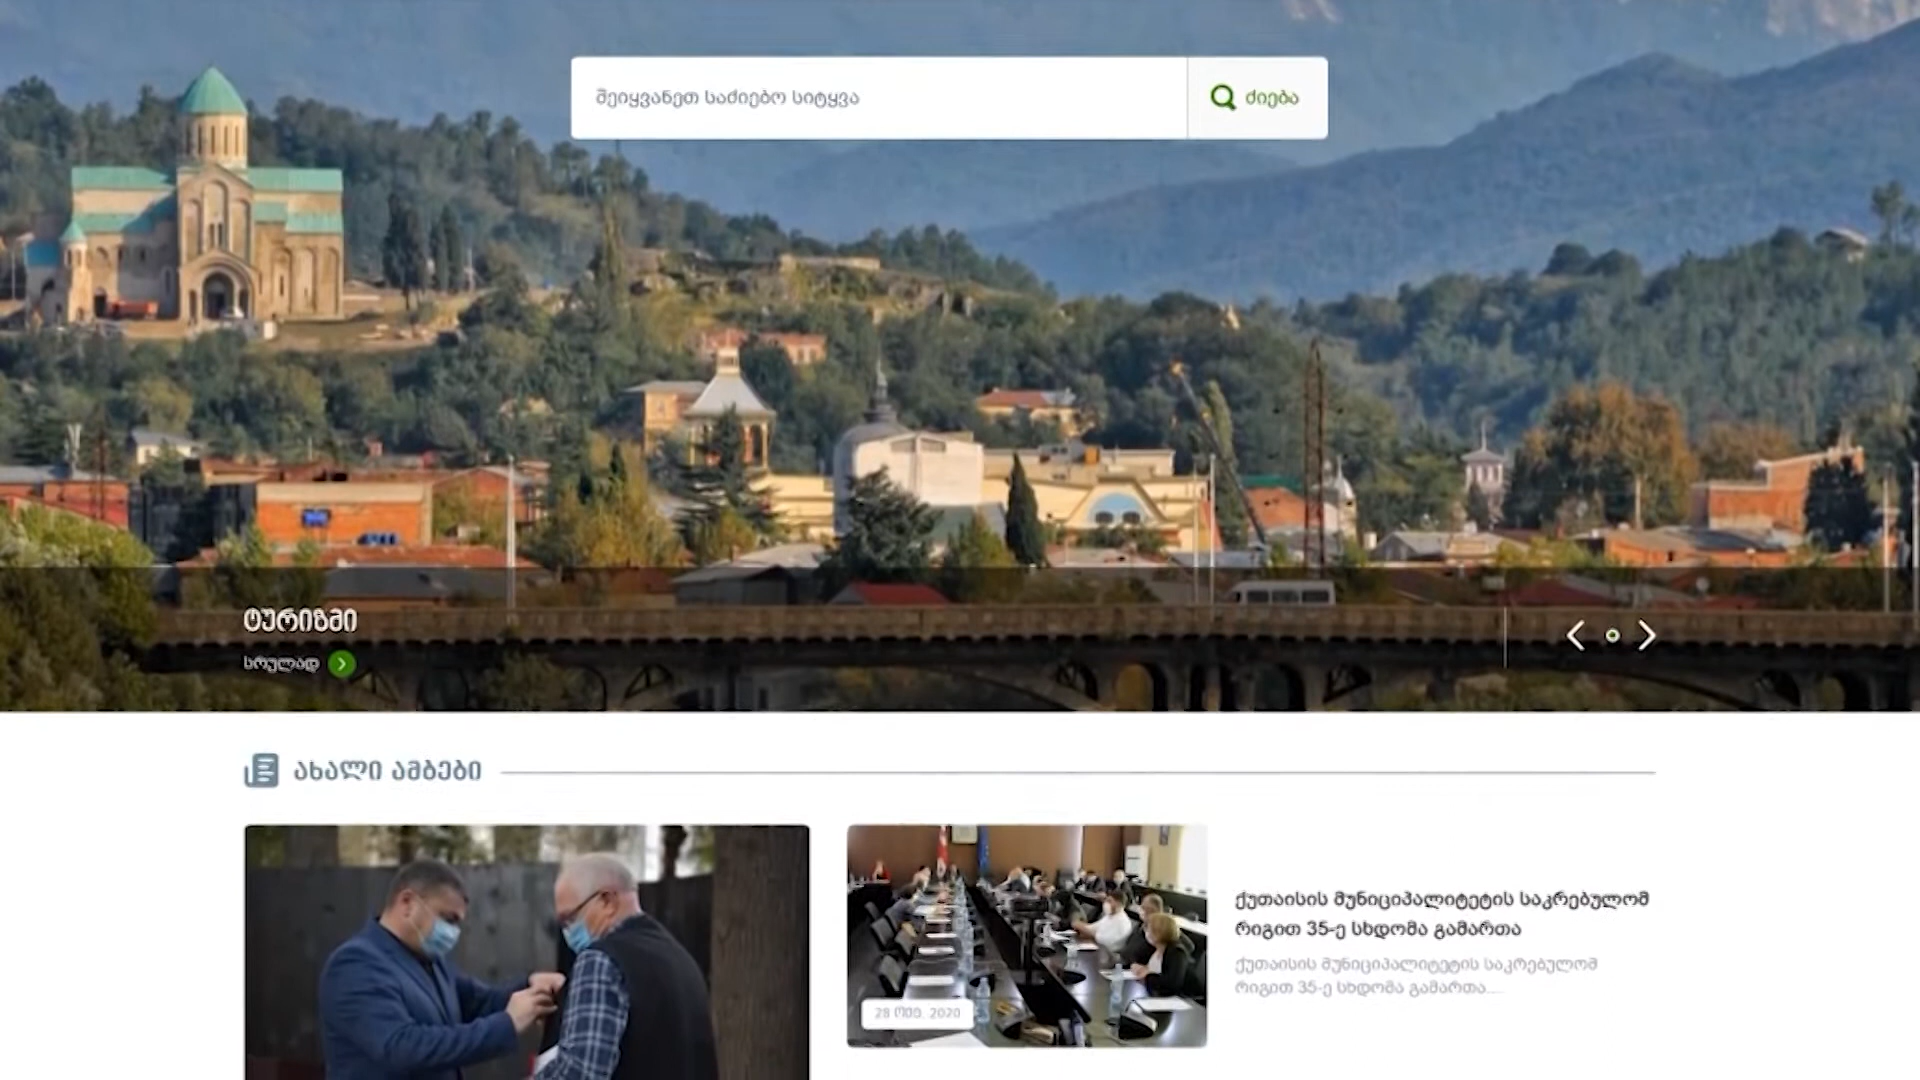 შეიყვანეთ საძიებო სიტყვა
ძიება
ტურიზმი
სრულად
ახალი ამბები
28 ოქტ. 2020
ქუთაისის მუნიციპალიტეტის საკრებულომ
რიგით 35-ე სხდომა გამართა
ქუთაისის მუნიციპალიტეტის საკრებულომ
რიგით 35-ე სხდომა გამართა....